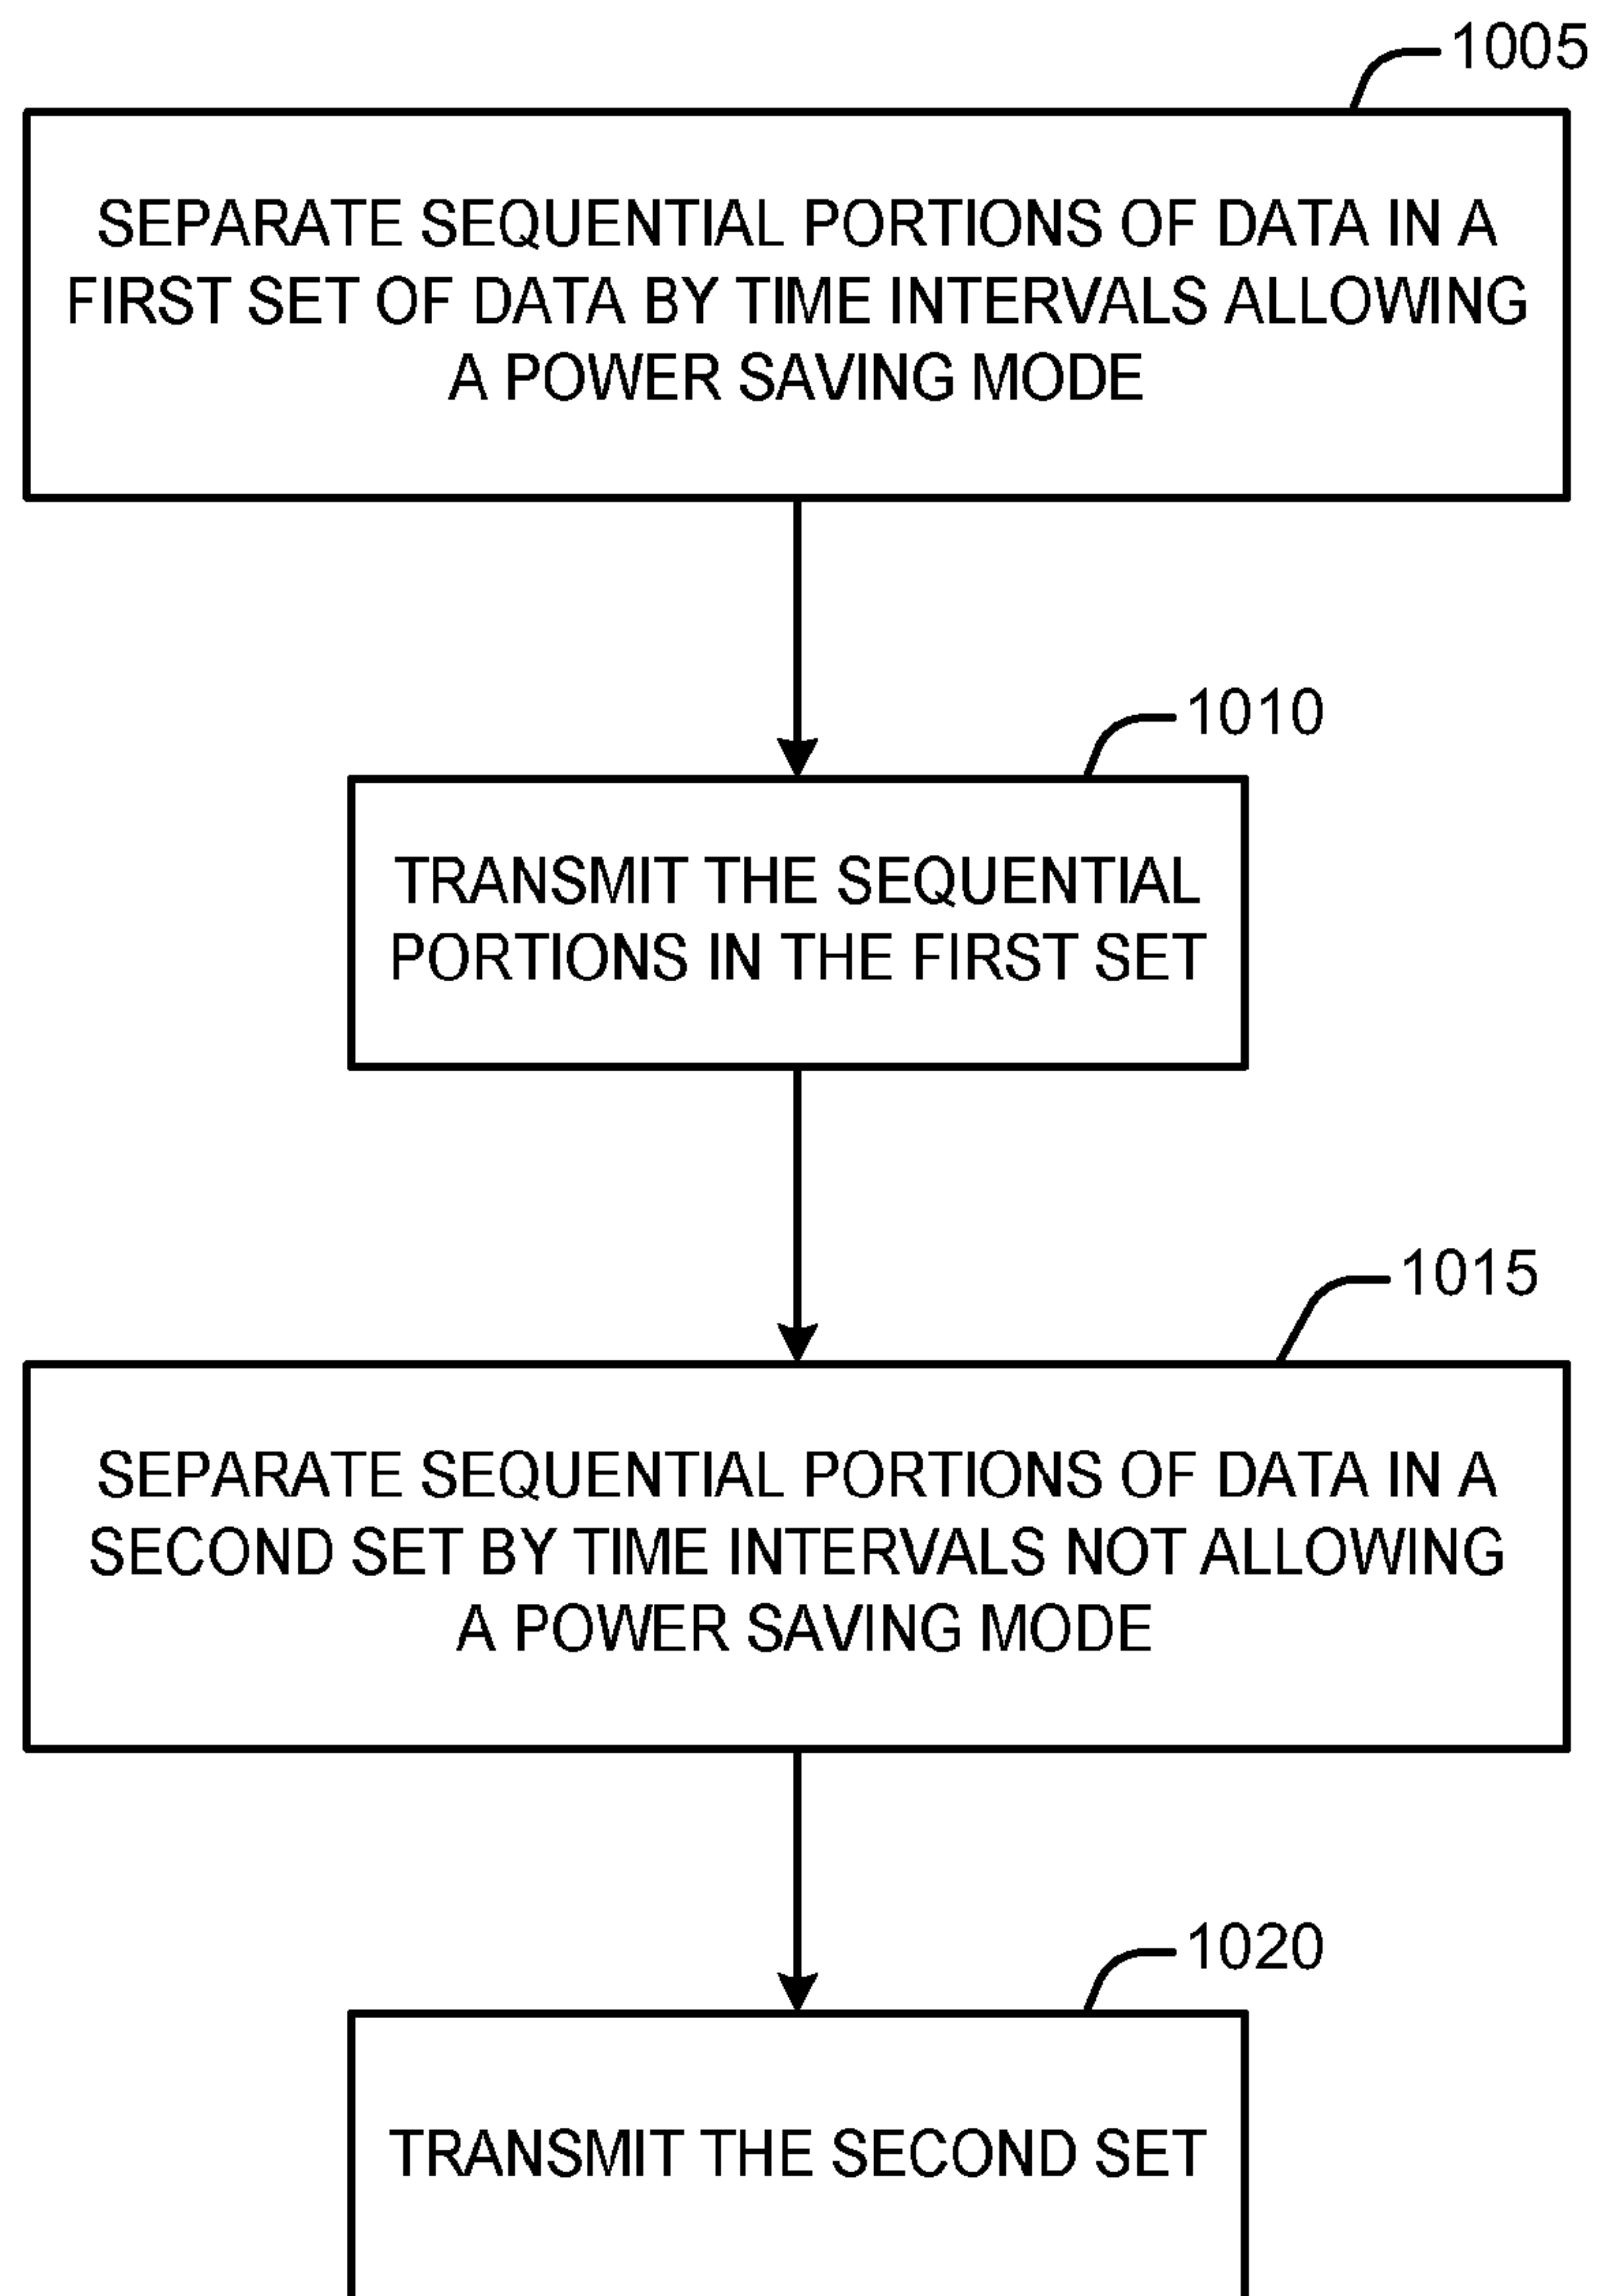 1005
SEPARATE SEQUENTIAL PORTIONS OF DATA IN A
FIRST SET OF DATA BY TIME INTERVALS ALLOWING
A POWER SAVING MODE
1010
TRANSMIT THE SEQUENTIAL
PORTIONS IN THE FIRST SET
1015
SEPARATE SEQUENTIAL PORTIONS OF DATA IN A
SECOND SET BY TIME INTERVALS NOT ALLOWING
A POWER SAVING MODE
1020
TRANSMIT THE SECOND SET